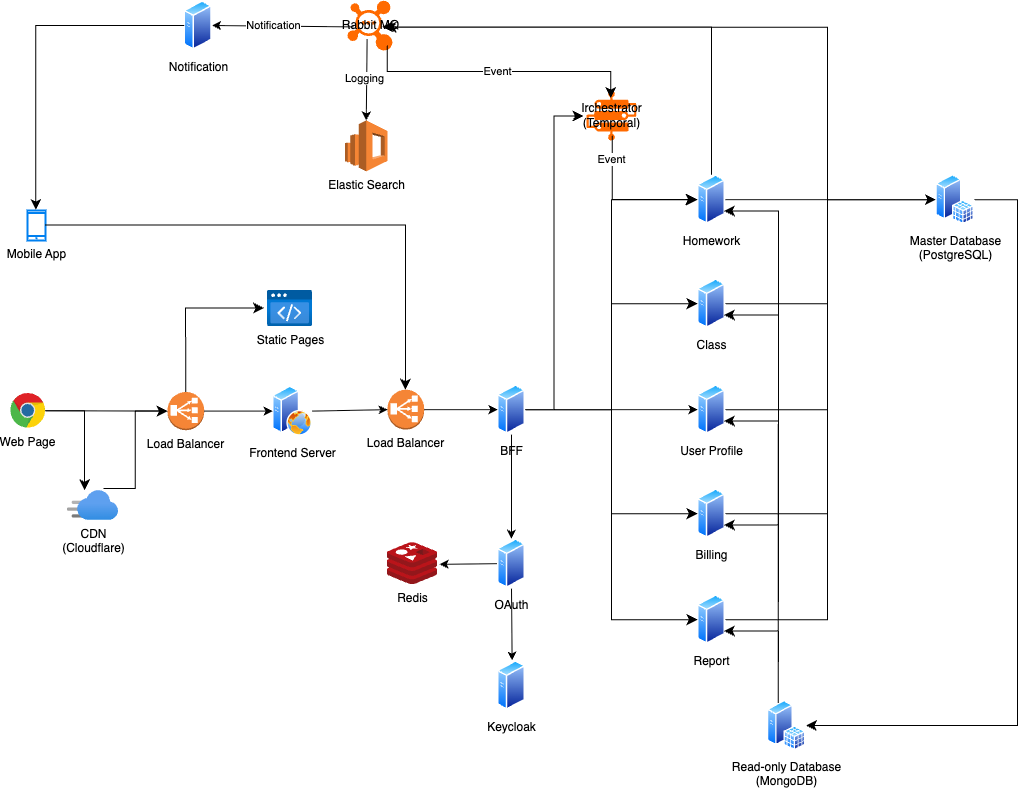 Rabbit MQ
Notification
Notification
Logging
Event
Irchestrator
(Temporal)
Event
Elastic Search
Mobile App
Homework
Master Database
(PostgreSQL)
Static Pages
Class
Web Page
Load Balancer
Frontend Server
Load Balancer
BFF
User Profile
CDN
(Cloudflare)
Billing
Redis
OAuth
Report
Keycloak
Read-only Database
(MongoDB)